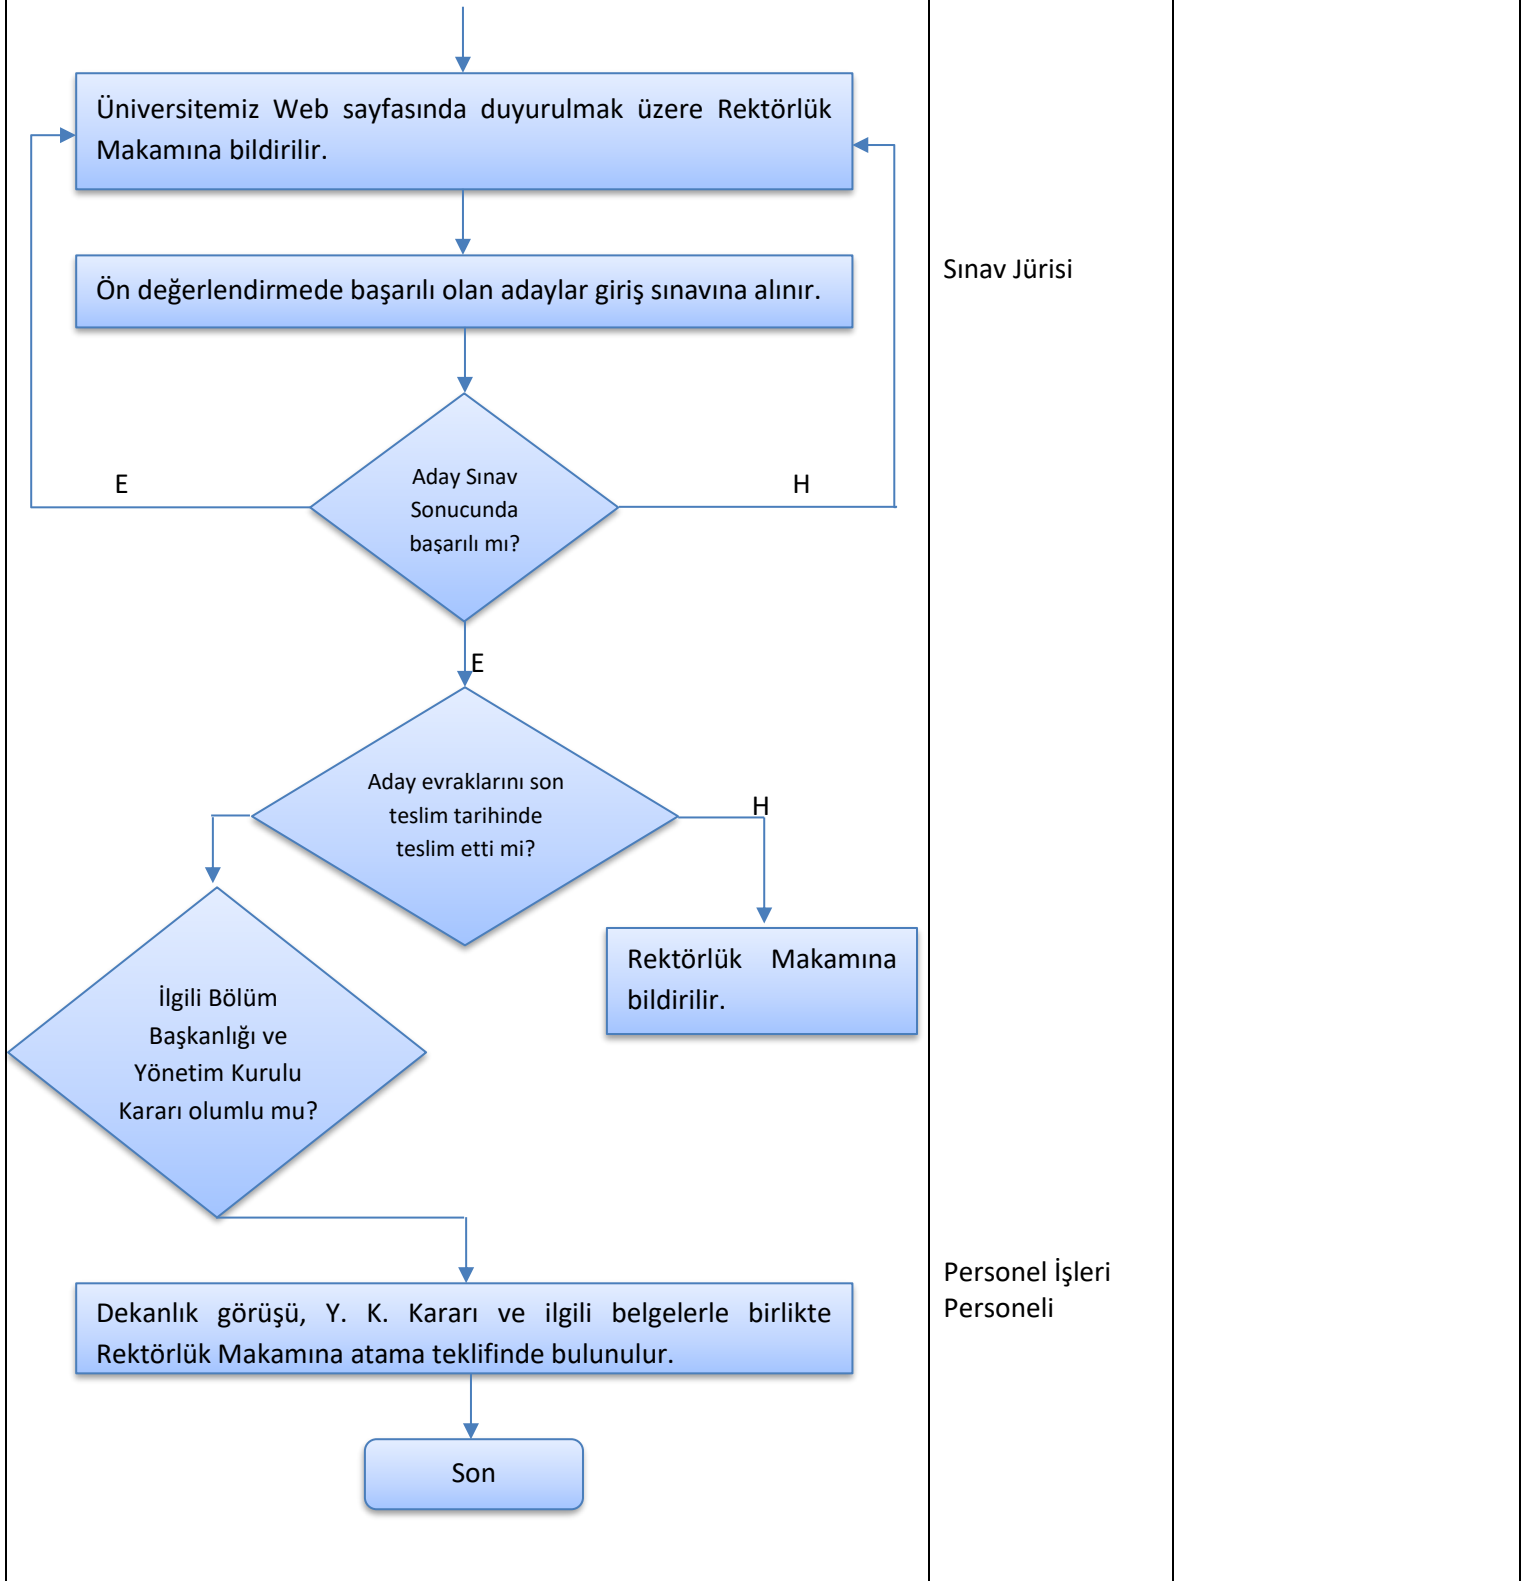 Üniversitemiz Web sayfasında duyurulmak üzere Rektörlük
Makamına bildirilir.
Ön değerlendirmede başarılı olan adaylar giriş sınavına alınır.
Sınav Jürisi
E
Aday Sınav
Sonucunda
başarılı mı?
H
E
Aday evraklarını son
teslim tarihinde
teslim etti mi?
H
Rektörlük Makamına
bildirilir.
İlgili Bölüm
Başkanlığı ve
Yönetim Kurulu
Kararı olumlu mu?
Personel İşleri
Personeli
Dekanlık görüşü, Y. K. Kararı ve ilgili belgelerle birlikte
Rektörlük Makamına atama teklifinde bulunulur.
Son